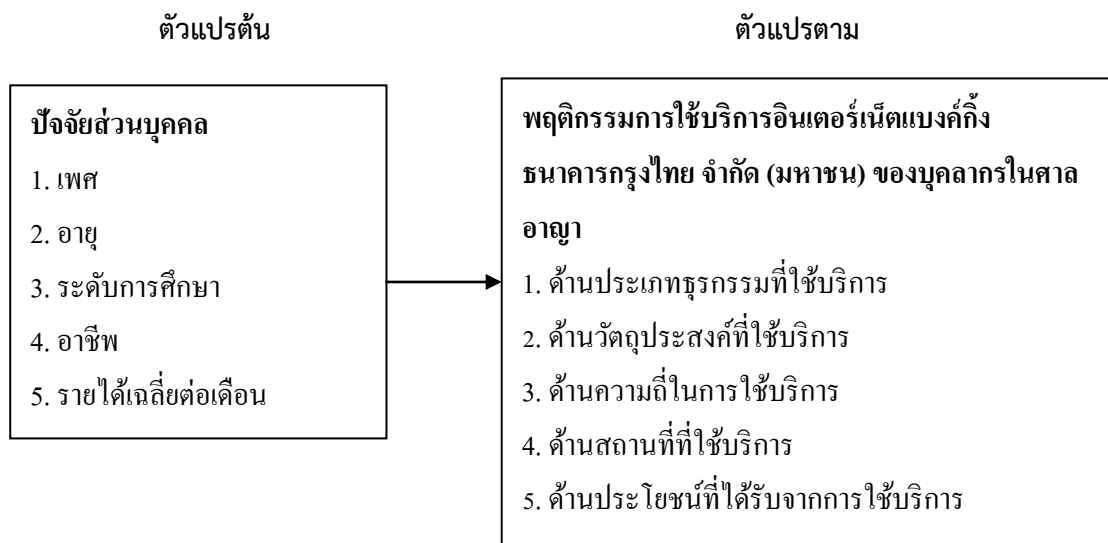 ตัวแปรต้น
ตัวแปรตาม
ปัจจัยส่วนบุคคล
1. เพศ
2. อายุ
3. ระดับการศึกษา
4. อาชีพ
5. รายได้เฉลี่ยต่อเดือน
พฤติกรรมการใช้บริการอินเตอร์เน็ตแบงค์กิ้ง
ธนาคารกรุงไทย จำกัด (มหาชน) ของบุคลากรในศาล
อาญา
1. ด้านประเภทธุรกรรมที่ใช้บริการ
2. ด้านวัตถุประสงค์ที่ใช้บริการ
3. ด้านความถี่ในการใช้บริการ
4. ด้านสถานที่ที่ใช้บริการ
5. ด้านประโยชน์ที่ได้รับจากการใช้บริการ